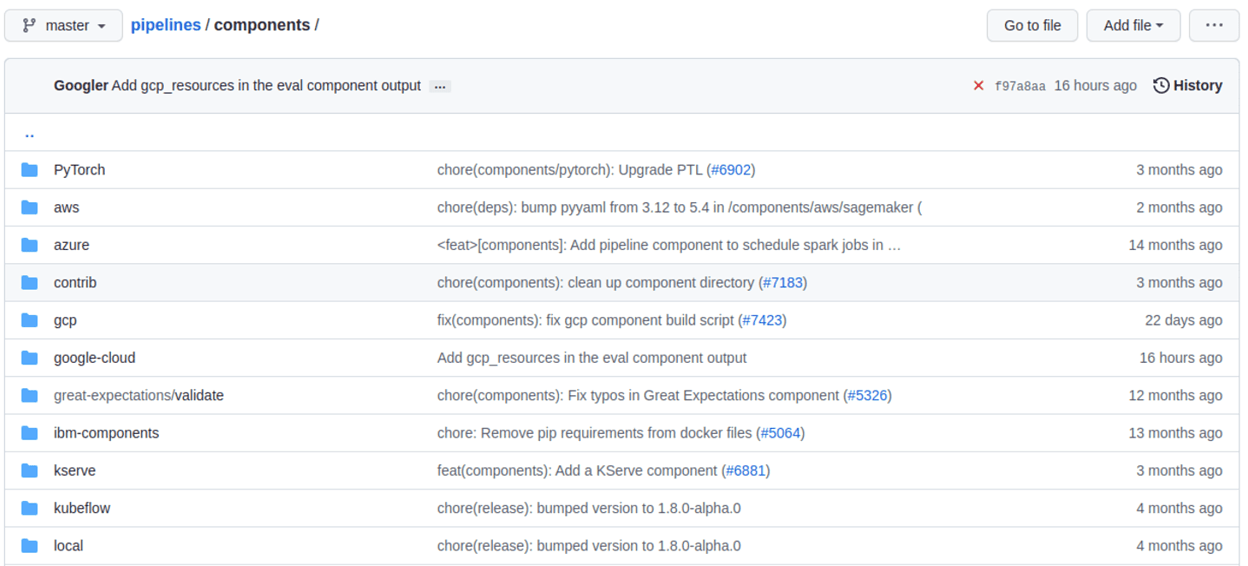 master pipelines / components / Go to file Add file ...
Googler Add gcp_resources in the eval component output ... f97a8aa 16 hours ago History
..
PyTorch chore(components/pytorch): Upgrade PTL (#6902) 3 months ago
aws chore(deps): bump pyyaml from 3.12 to 5.4 in /components/aws/sagemaker ( 2 months ago
azure <feat>[components]: Add pipeline component to schedule spark jobs in … 14 months ago
contrib chore(components): clean up component directory (#7183) 3 months ago
gcp fix(components): fix gcp component build script (#7423) 22 days ago
google-cloud Add gcp_resources in the eval component output 16 hours ago
great-expectations/validate chore(components): Fix typos in Great Expectations component (#5326) 12 months ago
ibm-components chore: Remove pip requirements from docker files (#5064) 13 months ago
kserve feat(components): Add a KServe component (#6881) 3 months ago
kubeflow chore(release): bumped version to 1.8.0-alpha.0 4 months ago
local chore(release): bumped version to 1.8.0-alpha.0 4 months ago